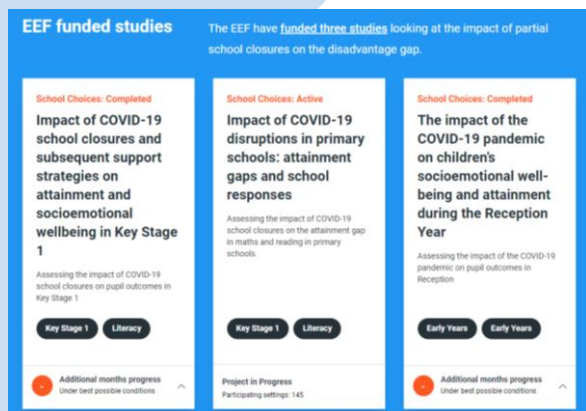 EEF funded studies
The EEF have funded three studies looking at the impact of partial
school closures on the disadvantage gap.
School Choices: Completed
Impact of COVID-19
school closures and
subsequent support
strategies on
attainment and
socioemotional
wellbeing in Key Stage
1
Assessing the impact of COVID-19
school closures on pupil outcomes in
Key Stage 1
Key Stage 1
Literacy
Additional months progress
Under best possible conditions
School Choices: Active
Impact of COVID-19
disruptions in primary
schools: attainment
gaps and school
responses
Assessing the impact of COVID-19
school closures on the attainment gap
in maths and reading in primary
schools.
Key Stage 1
Literacy
Project in Progress
Participating settings: 145
School Choices: Completed
The impact of the
COVID-19 pandemic
on children's
socioemotional well-
being and attainment
during the Reception
Year
Assessing the impact of the COVID-19
pandemic on pupil outcomes in
Reception
Early Years
Early Years
Additional months progress
Under best possible conditions